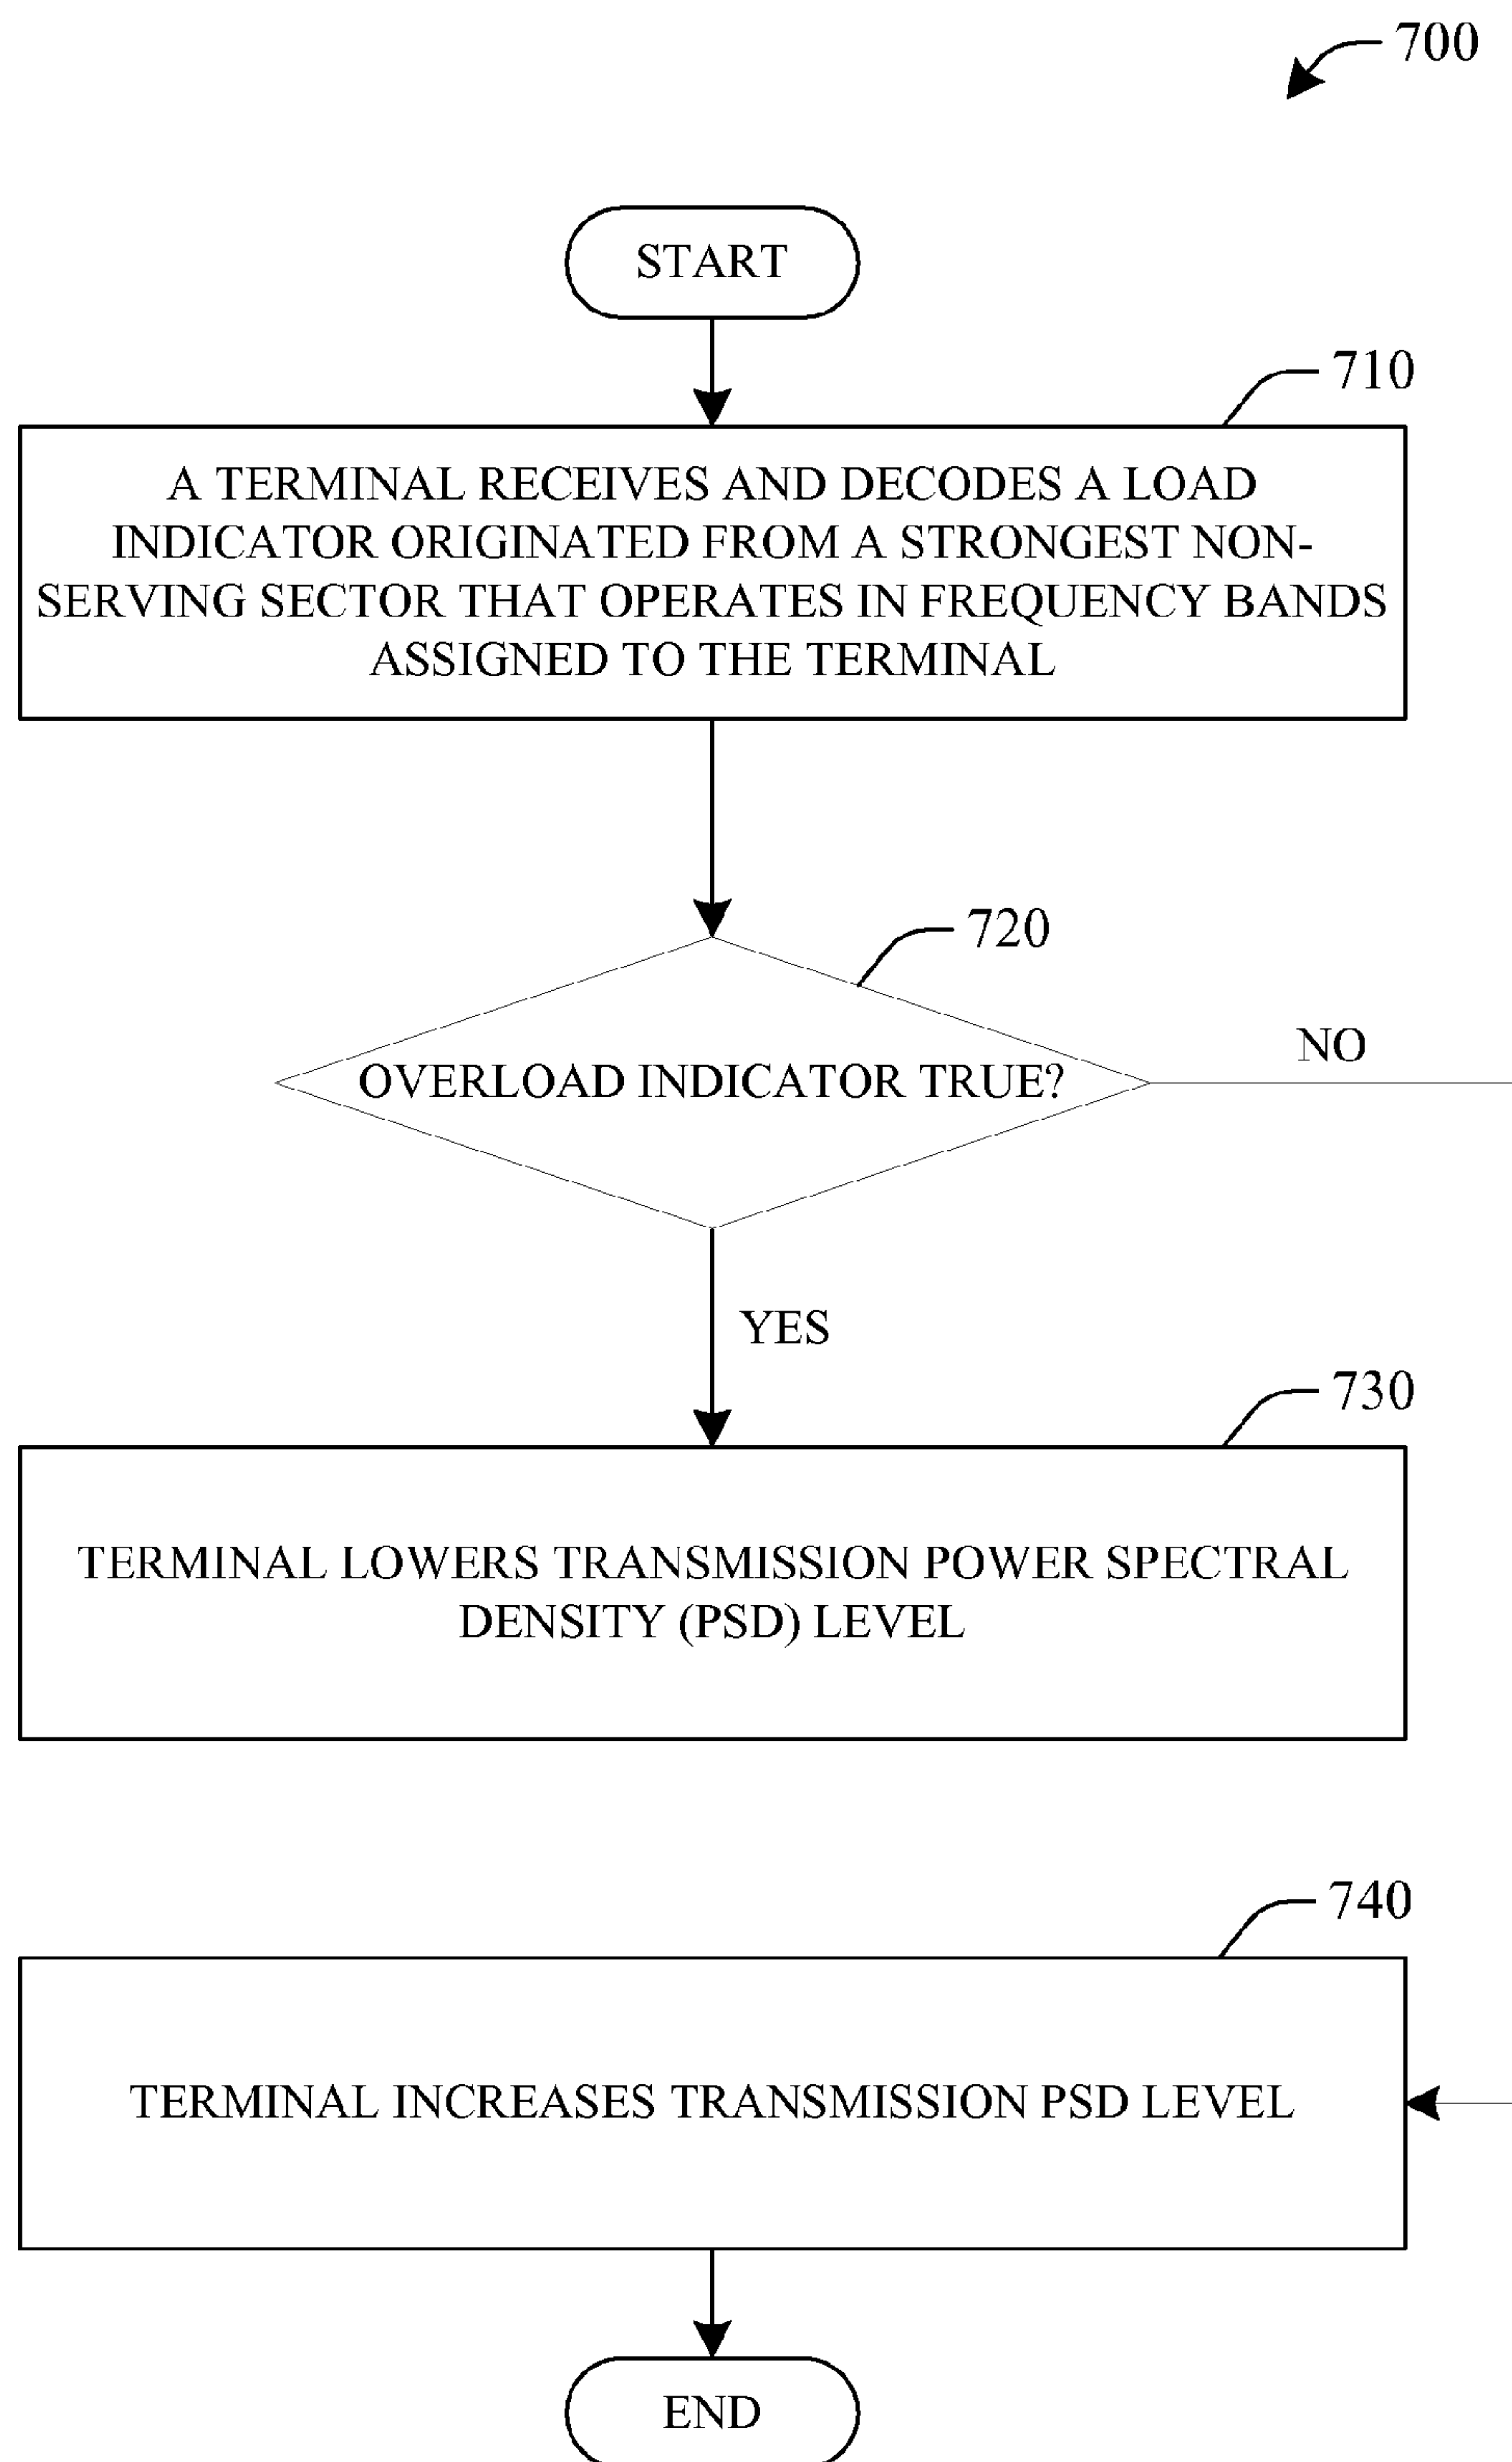 700
START
710
A TERMINAL RECEIVES AND DECODES A LOAD
INDICATOR ORIGINATED FROM A STRONGEST NON-
SERVING SECTOR THAT OPERATES IN FREQUENCY BANDS
ASSIGNED TO THE TERMINAL
720
OVERLOAD INDICATOR TRUE?
NO
YES
730
TERMINAL LOWERS TRANSMISSION POWER SPECTRAL
DENSITY (PSD) LEVEL
740
TERMINAL INCREASES TRANSMISSION PSD LEVEL
END